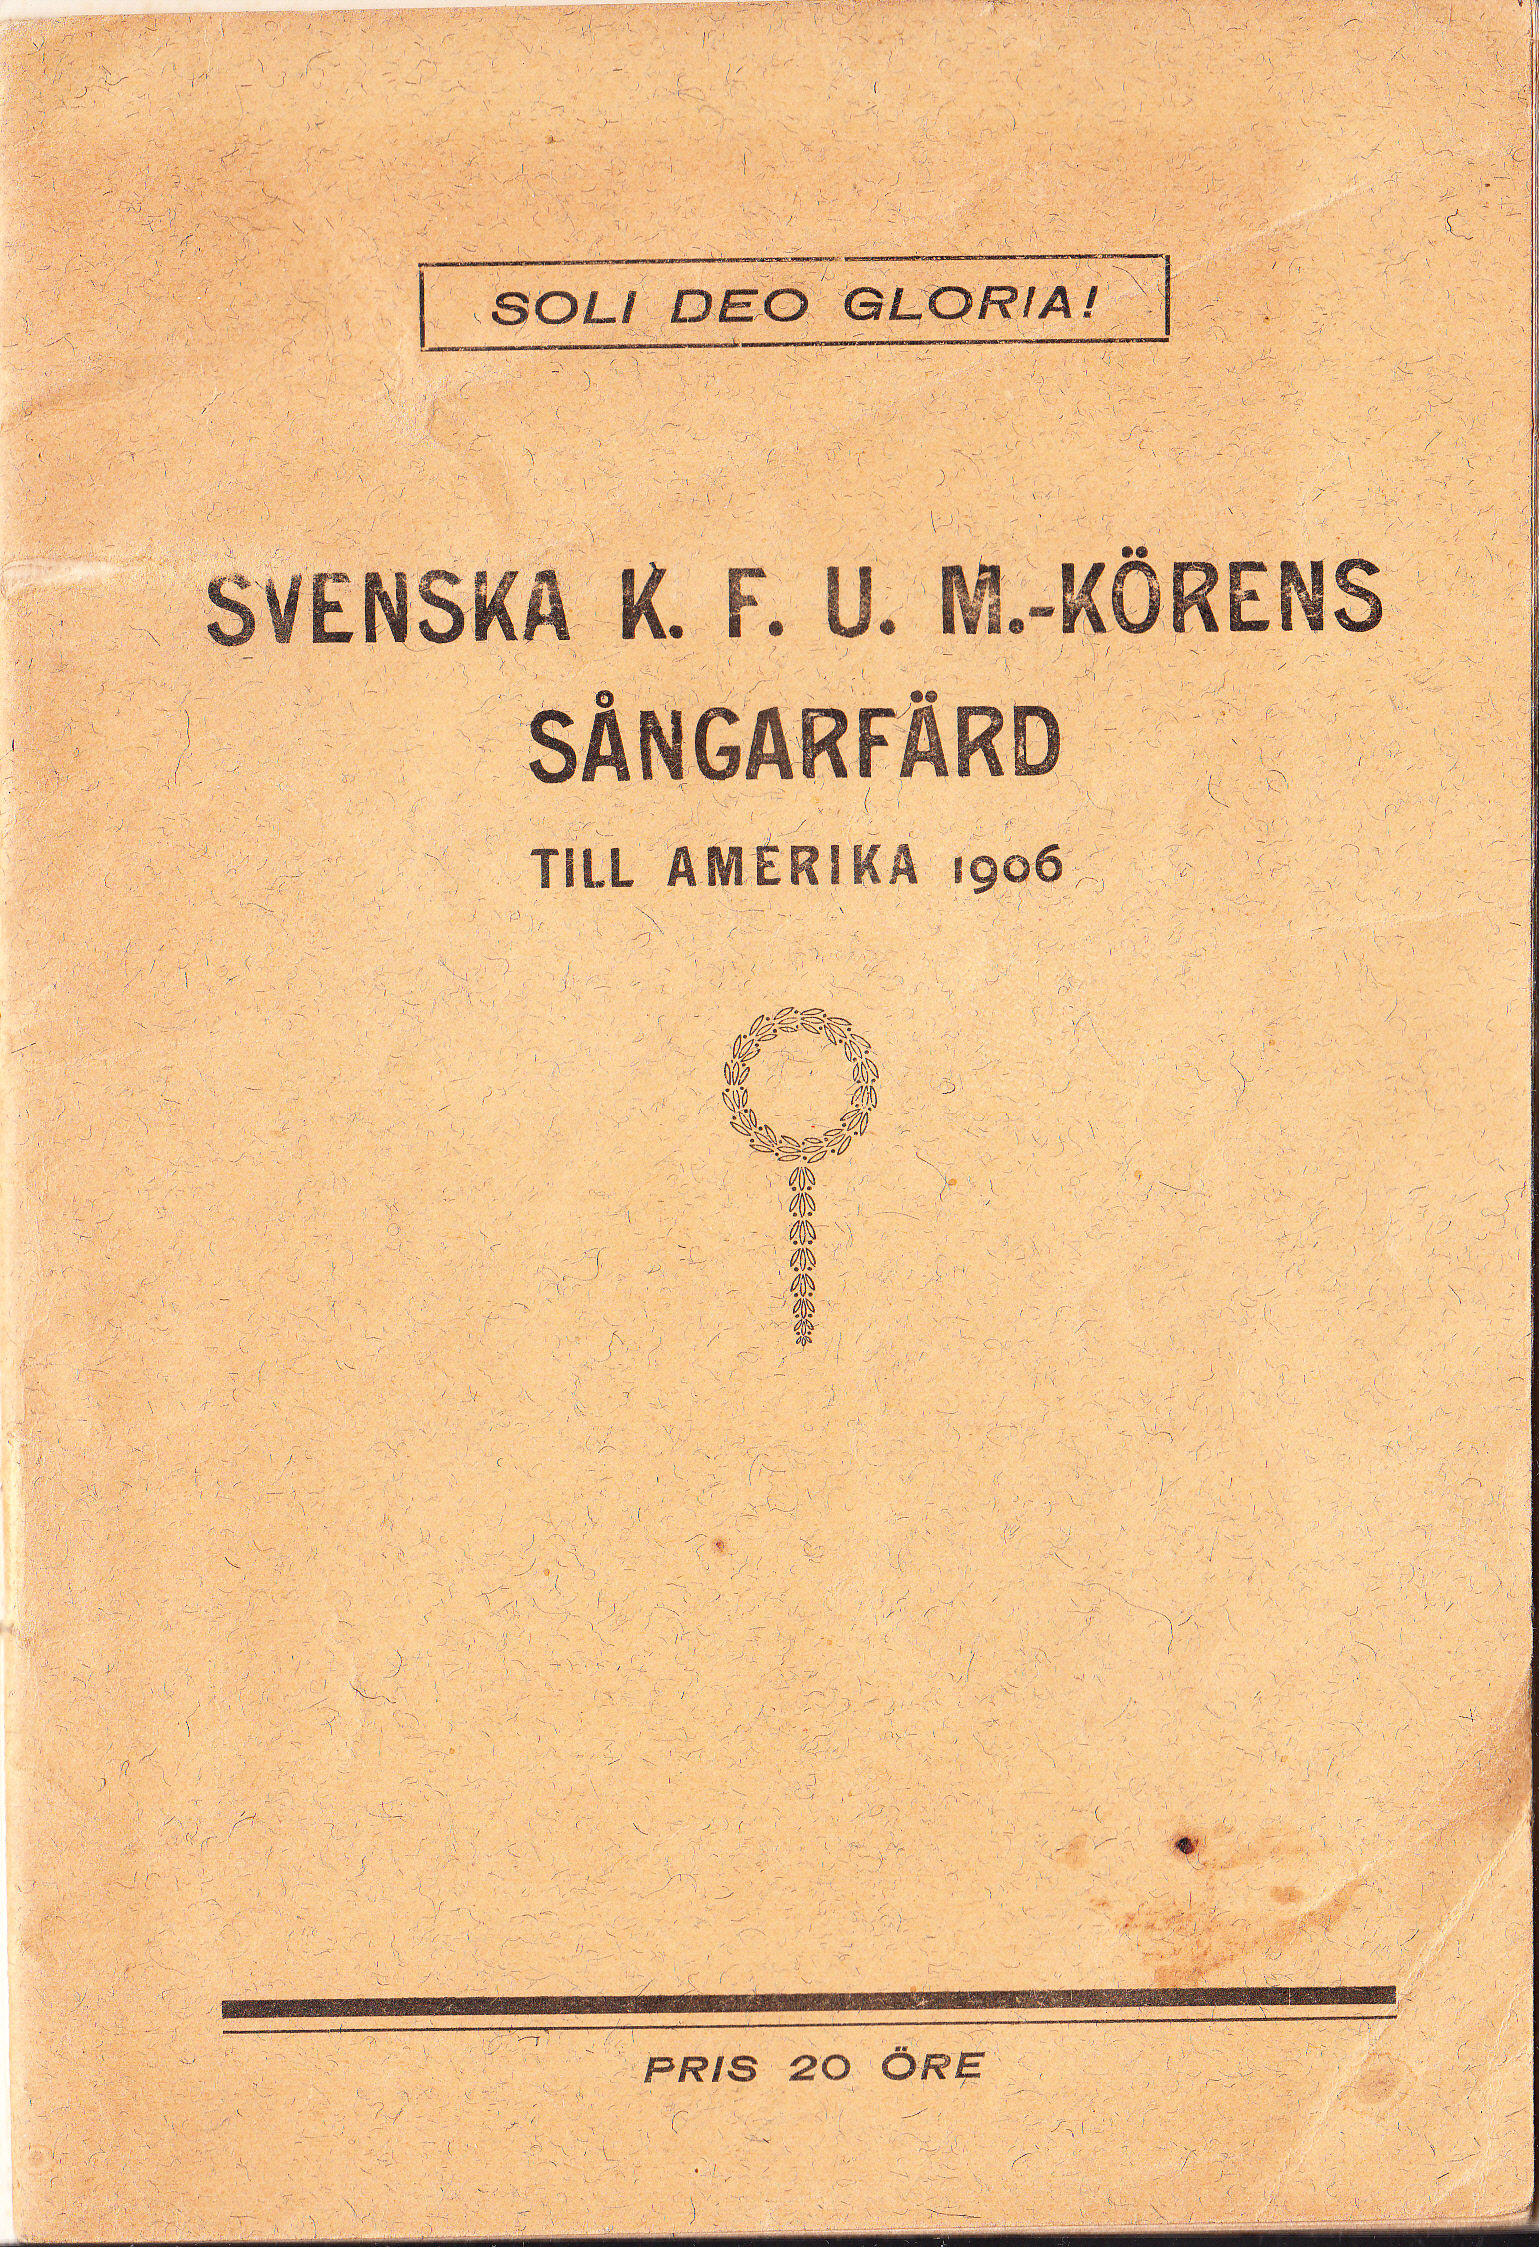 SOLI DEO GLORIA!
SVENSKA K. F. U. M.-KÖRENS
SÅNGARFÄRD
TILL AMERIKA 1906
PRIS 20 ÖRE